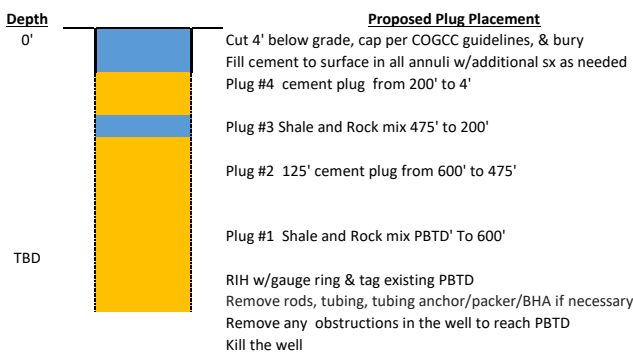 Depth
Proposed Plug Placement
0'
Cut 4' below grade, cap per COGCC guidelines, & bury
Fill cement to surface in all annuli w/additional sx as needed
Plug #4 cement plug from 200' to 4'
Plug #3 Shale and Rock mix 475' to 200'
Plug #2 125' cement plug from 600' to 475'
Plug #1 Shale and Rock mix PBTD' To 600'
TBD
RIH w/gauge ring & tag existing PBTD
Remove rods, tubing, tubing anchor/packer/BHA if necessary
Remove any obstructions in the well to reach PBTD
Kill the well